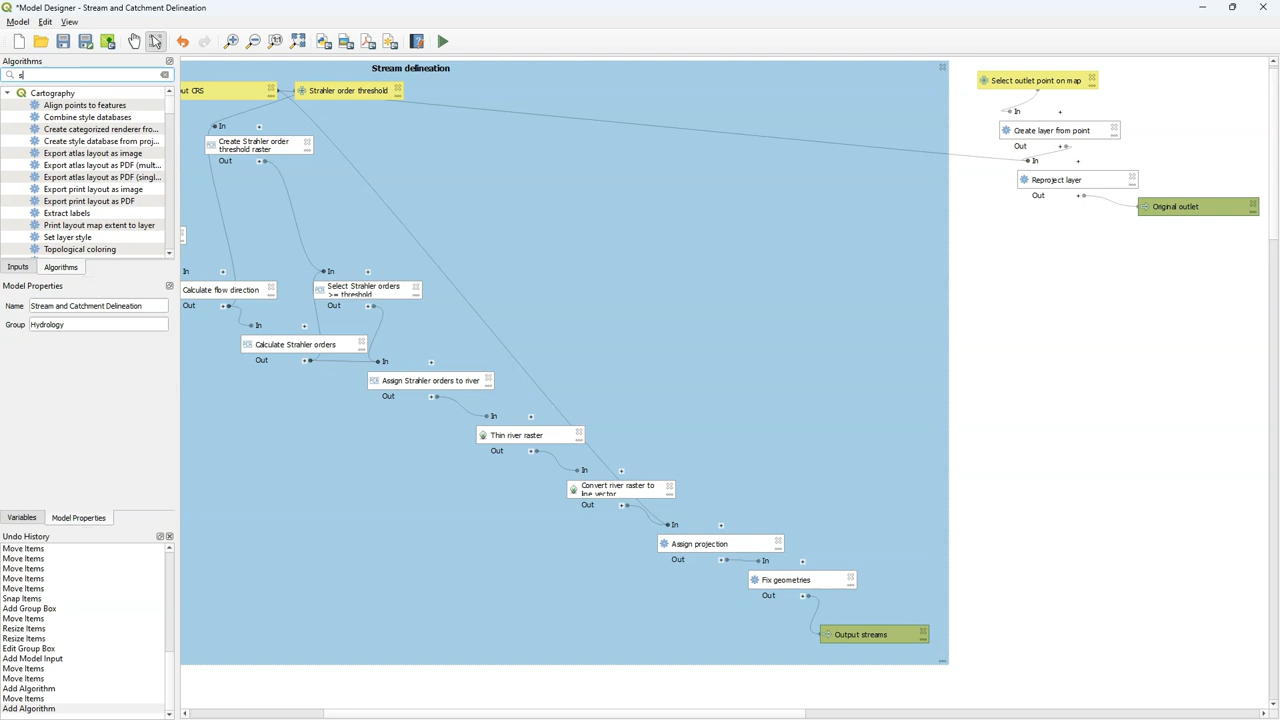 *Model Designer - Stream and Catchment Delineation
Model Edit View
Algorithms
s
Cartography
Align points to features
Combine style databases
Create categorized renderer fro...
Create style database from proj...
Export atlas layout as image
Export atlas layout as PDF (mult...
Export atlas layout as PDF (singl...
Export print layout as image
Export print layout as PDF
Extract labels
Print layout map extent to layer
Set layer style
Topological coloring
Inputs Algorithms
Model Properties
Name Stream and Catchment Delineation
Group Hydrology
Variables Model Properties
Undo History
Move Items
Move Items
Move Items
Move Items
Move Items
Snap Items
Add Group Box
Move Items
Resize Items
Resize Items
Edit Group Box
Add Model Input
Move Items
Move Items
Add Algorithm
Move Items
Add Algorithm
Stream delineation
ut CRS
Strahler order threshold
In
Create Strahler order
threshold raster
Out
In
Calculate flow direction
Out
In
Select Strahler orders
>= threshold
Out
In
Calculate Strahler orders
Out
In
Assign Strahler orders to river
Out
In
Thin river raster
Out
In
Convert river raster to
line vector
Out
In
Assign projection
Out
In
Fix geometries
Out
Output streams
Select outlet point on map
In
Create layer from point
Out
In
Reproject layer
Out
Original outlet